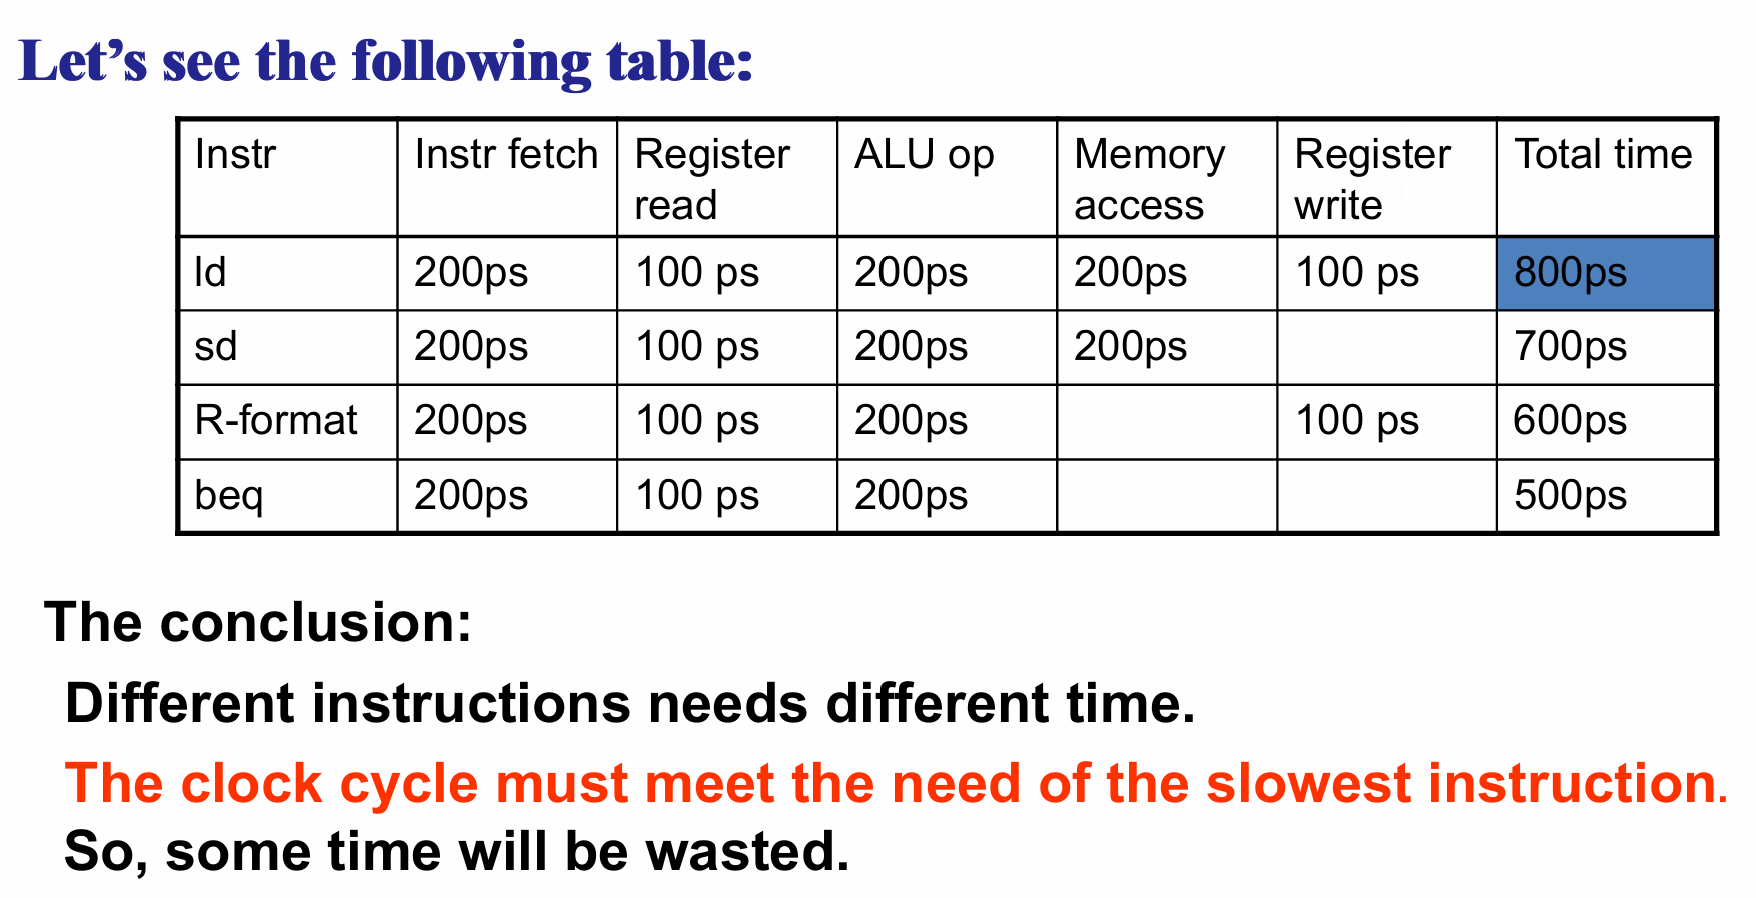 Let’s see the following table:
Instr Instr fetch Register read ALU op Memory access Register write Total time
ld 200ps 100 ps 200ps 200ps 100 ps 800ps
sd 200ps 100 ps 200ps 200ps 700ps
R-format 200ps 100 ps 200ps 100 ps 600ps
beq 200ps 100 ps 200ps 500ps
The conclusion:
Different instructions needs different time.
The clock cycle must meet the need of the slowest instruction.
So, some time will be wasted.